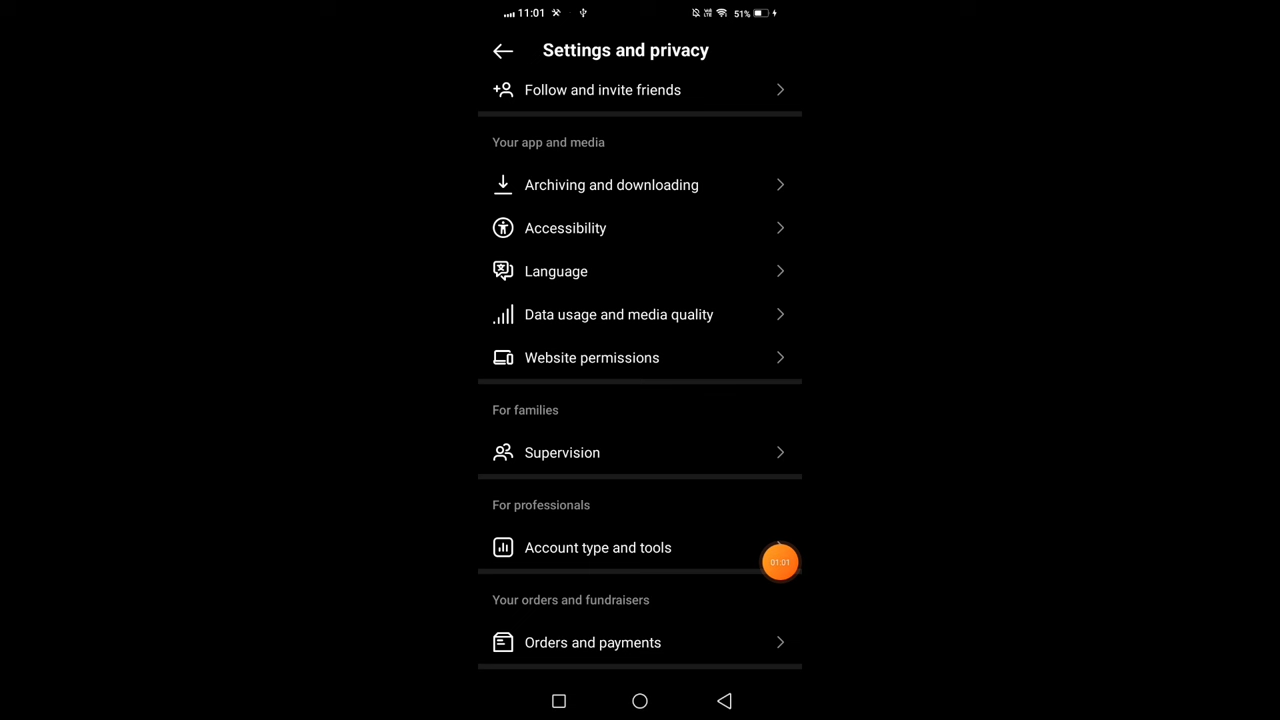 11:01
51%
Settings and privacy
Follow and invite friends
Your app and media
Archiving and downloading
Accessibility
Language
Data usage and media quality
Website permissions
For families
Supervision
For professionals
Account type and tools
01:01
Your orders and fundraisers
Orders and payments